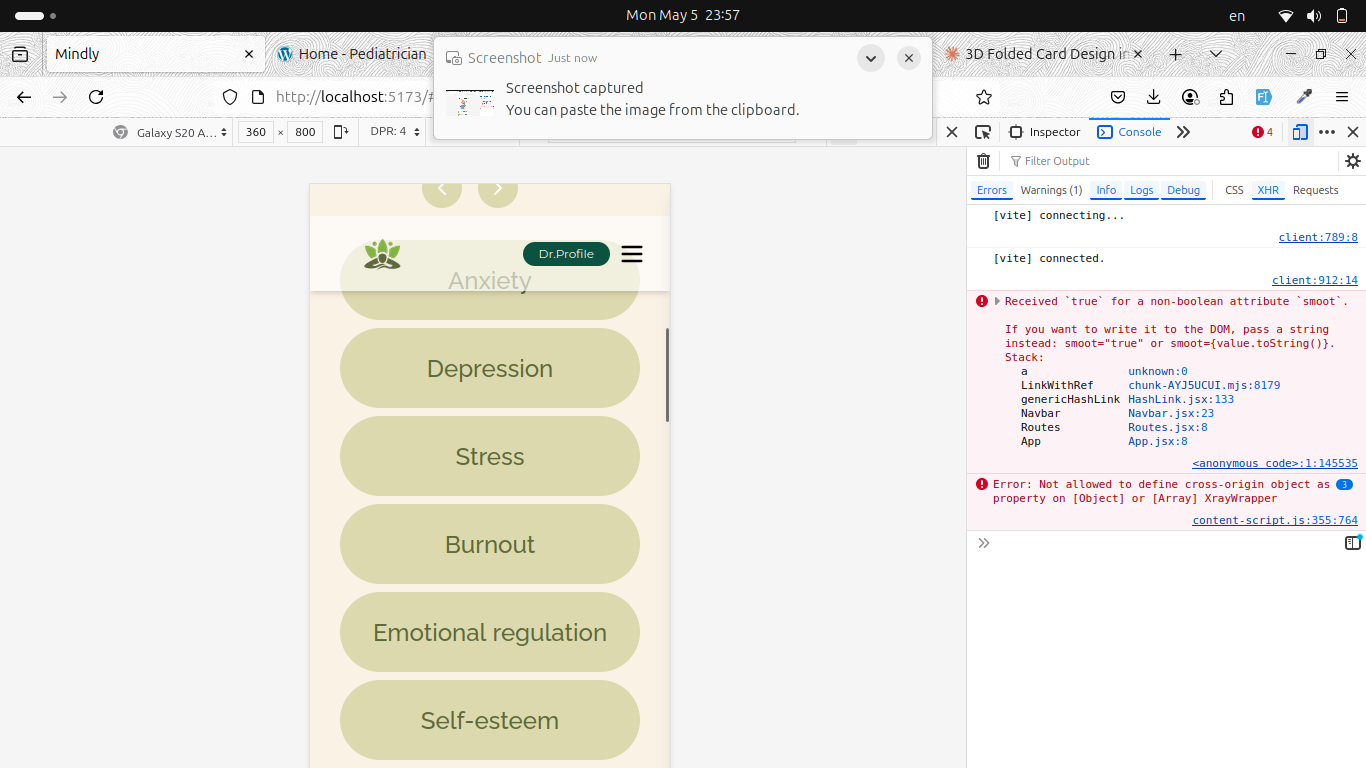 Mon May 5 23:57
en
Mindly
Home - Pediatrician
3D Folded Card Design in
http://localhost:5173/#
Screenshot Just now
Screenshot captured
You can paste the image from the clipboard.
Galaxy S20 A...
360 × 800
DPR: 4
Inspector
Console
4
Filter Output
Errors
Warnings (1)
Info
Logs
Debug
CSS
XHR
Requests
Dr.Profile
Anxiety
Depression
Stress
Burnout
Emotional regulation
Self-esteem
[vite] connecting...
client:789:8
[vite] connected.
client:912:14
Received `true` for a non-boolean attribute `smoot`.
If you want to write it to the DOM, pass a string
instead: smoot="true" or smoot={value.toString()}.
Stack:
a unknown:0
LinkWithRef chunk-AYJ5UCUI.mjs:8179
genericHashLink HashLink.jsx:133
Navbar Navbar.jsx:23
Routes Routes.jsx:8
App App.jsx:8
<anonymous code>:1:145535
Error: Not allowed to define cross-origin object as 3
property on [Object] or [Array] XrayWrapper
content-script.js:355:764